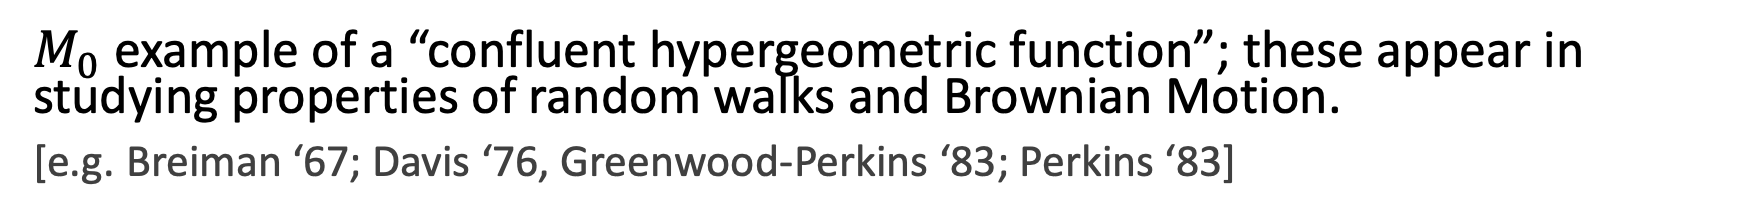 M₀ example of a “confluent hypergeometric function”; these appear in
studying properties of random walks and Brownian Motion.
[e.g. Breiman ‘67; Davis ‘76, Greenwood-Perkins ‘83; Perkins ‘83]